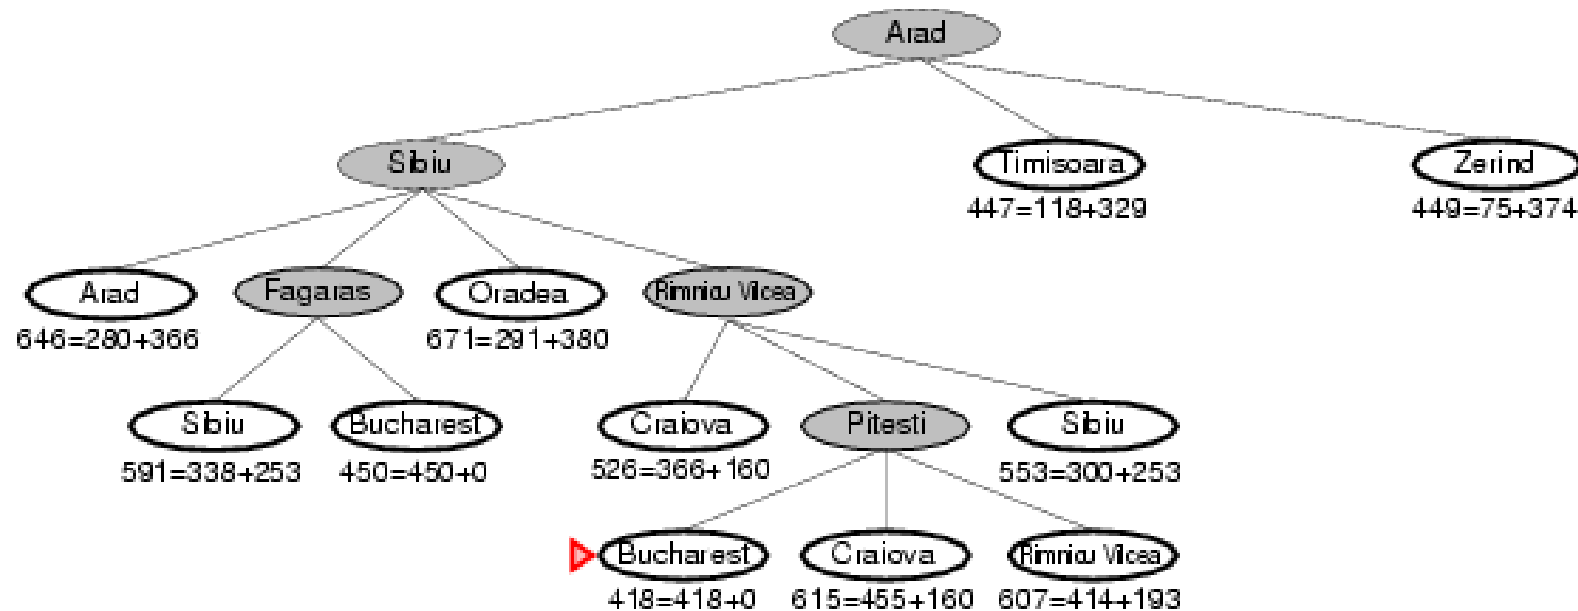 Arad
Sibiu
Timisoara
Zerind
447=118+329
449=75+374
Arad
Fagaras
Oradea
Rimnicu Vilcea
646=280+366
671=291+380
Sibiu
Bucharest
Craiova
Pitesti
Sibiu
591=338+253
450=450+0
526=366+160
553=300+253
Bucharest
Craiova
Rimnicu Vilcea
418=418+0
615=455+160
607=414+193